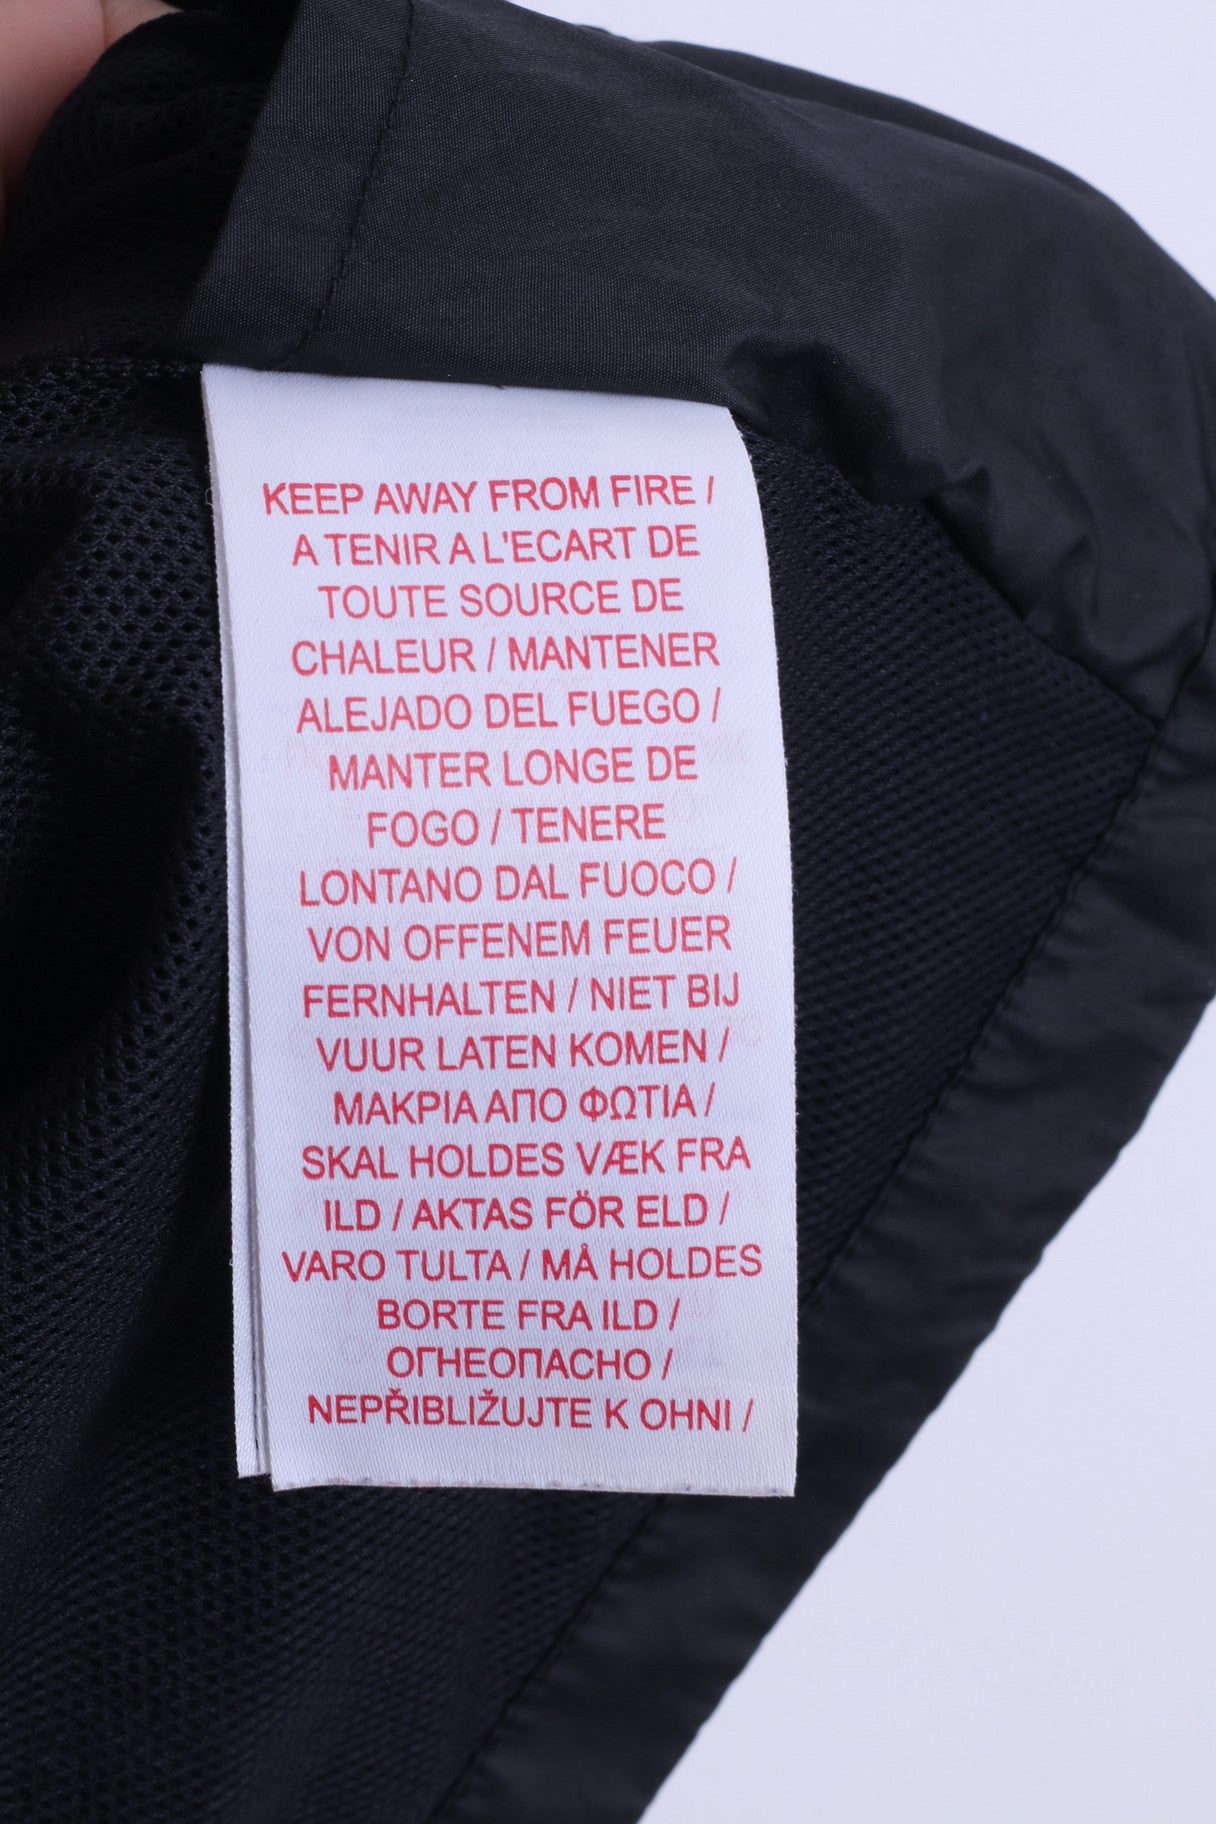 KEEP AWAY FROM FIRE /
A TENIR A L'ECART DE
TOUTE SOURCE DE
CHALEUR / MANTENER
ALEJADO DEL FUEGO /
MANTER LONGE DE
FOGO / TENERE
LONTANO DAL FUOCO /
VON OFFENEM FEUER
FERNHALTEN / NIET BIJ
VUUR LATEN KOMEN /
ΜΑΚΡΙΑ ΑΠΟ ΦΩΤΙΑ /
SKAL HOLDES VÆK FRA
ILD / AKTAS FÖR ELD /
VARO TULTA / MÅ HOLDES
BORTE FRA ILD /
ОГНЕОПАСНО /
NEPŘIBLIŽUJTE K OHNI /